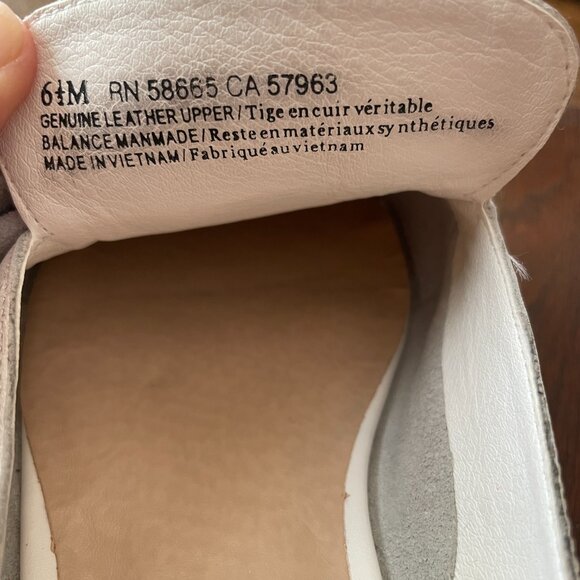 6½M RN 58665 CA 57963
GENUINE LEATHER UPPER/Tige en cuir véritable
BALANCE MANMADE/Reste en matériaux synthétiques
MADE IN VIETNAM/Fabriqué au vietnam